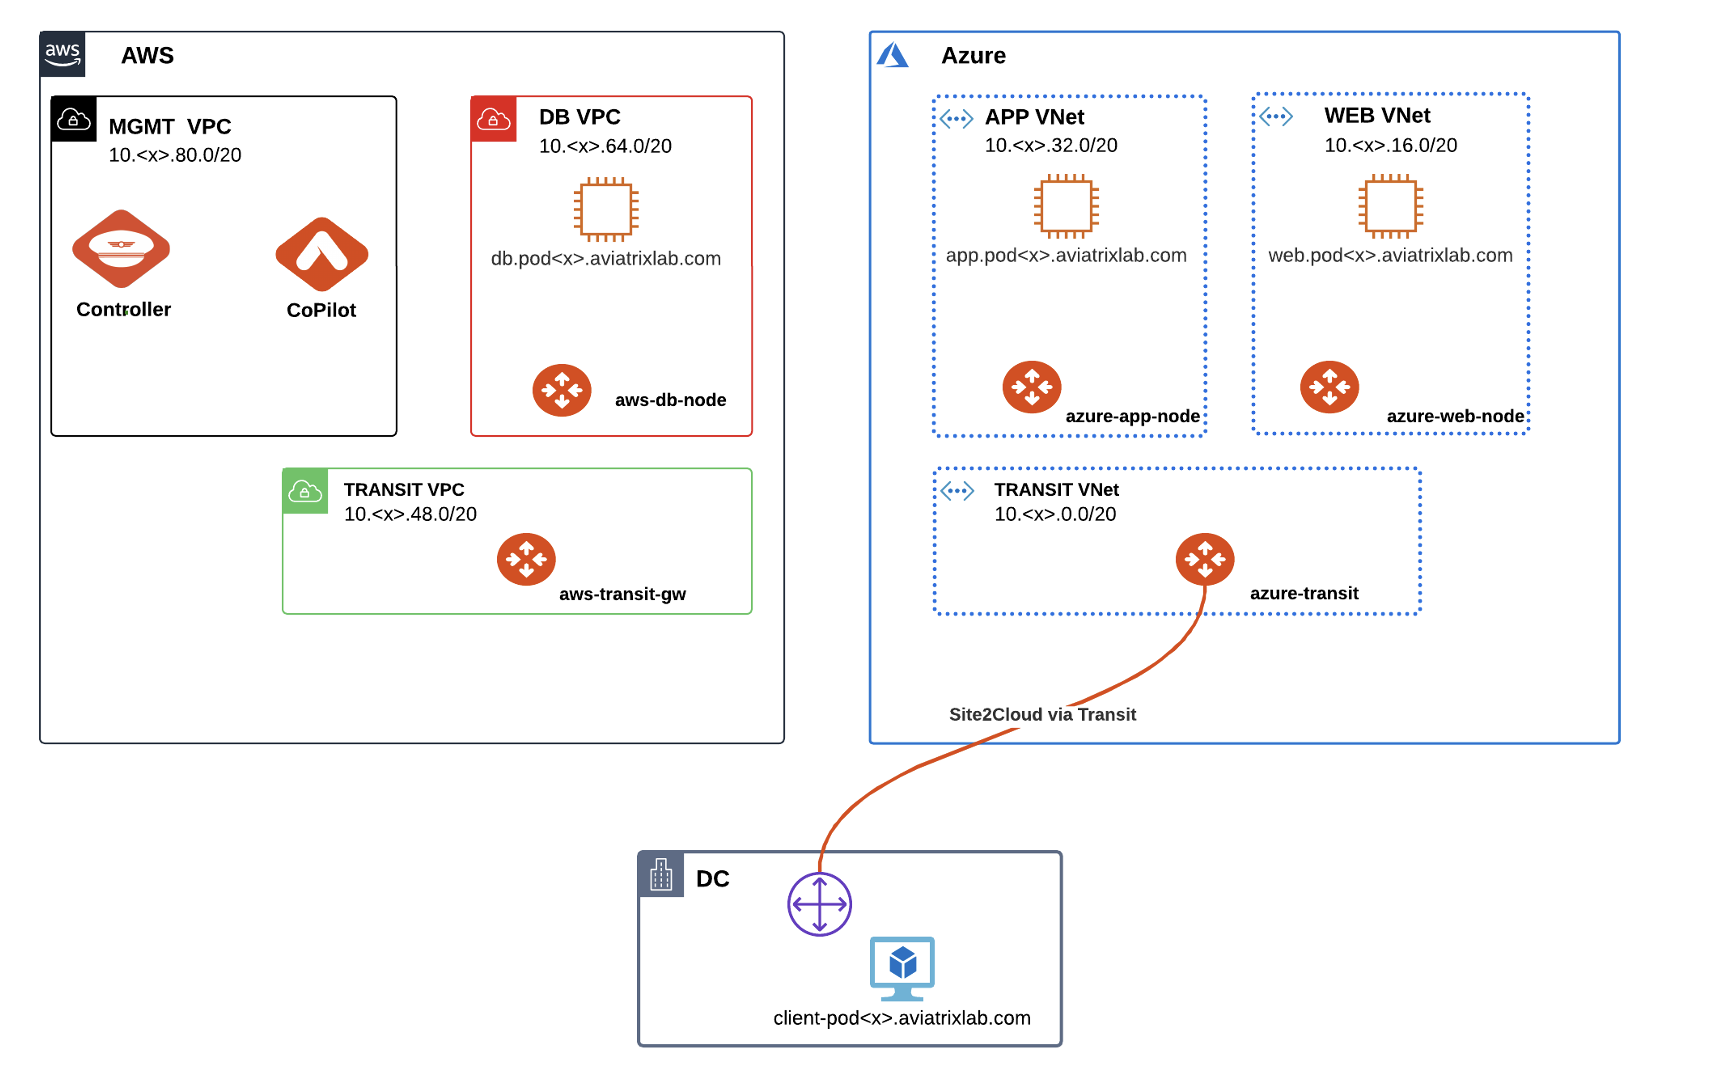 aws
AWS
MGMT VPC
10.<x>.80.0/20
Controller
CoPilot
DB VPC
10.<x>.64.0/20
db.pod<x>.aviatrixlab.com
aws-db-node
TRANSIT VPC
10.<x>.48.0/20
aws-transit-gw
Azure
APP VNet
10.<x>.32.0/20
app.pod<x>.aviatrixlab.com
azure-app-node
WEB VNet
10.<x>.16.0/20
web.pod<x>.aviatrixlab.com
azure-web-node
TRANSIT VNet
10.<x>.0.0/20
azure-transit
Site2Cloud via Transit
DC
client-pod<x>.aviatrixlab.com